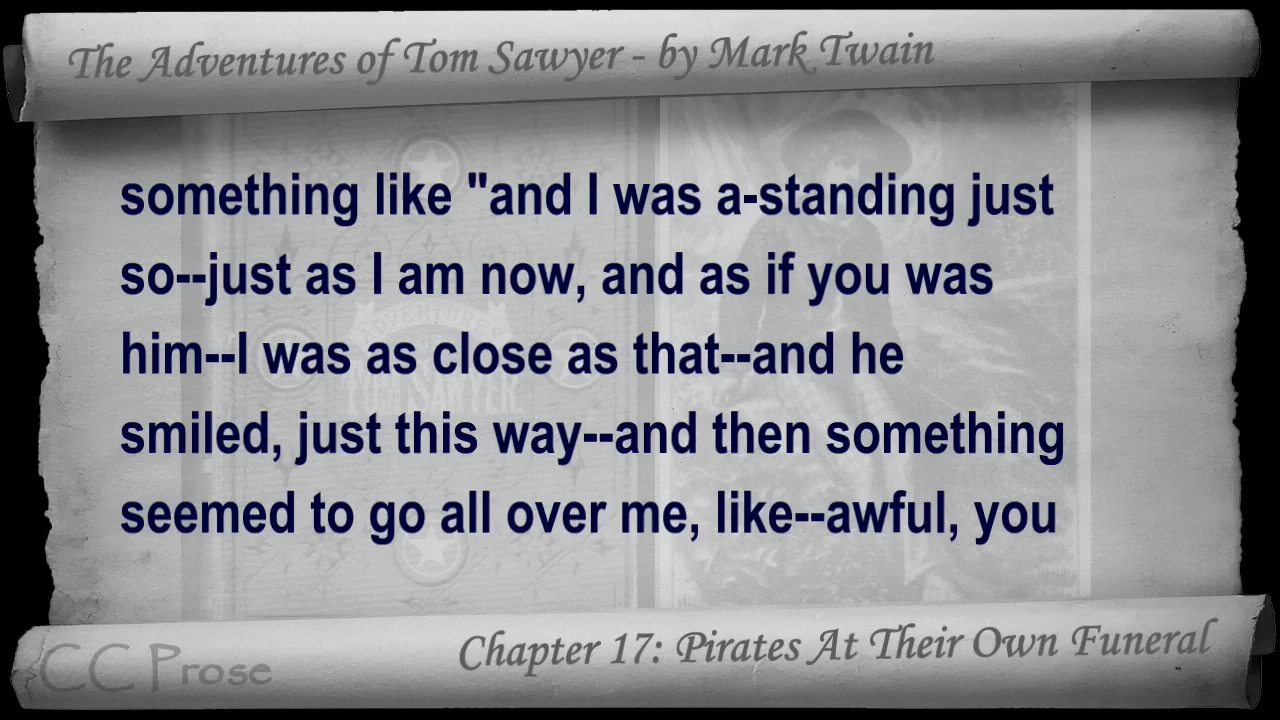 The Adventures of Tom Sawyer - by Mark Twain
something like "and I was a-standing just
so--just as I am now, and as if you was
him--I was as close as that--and he
smiled, just this way--and then something
seemed to go all over me, like--awful, you
Chapter 17: Pirates At Their Own Funeral
CC Prose